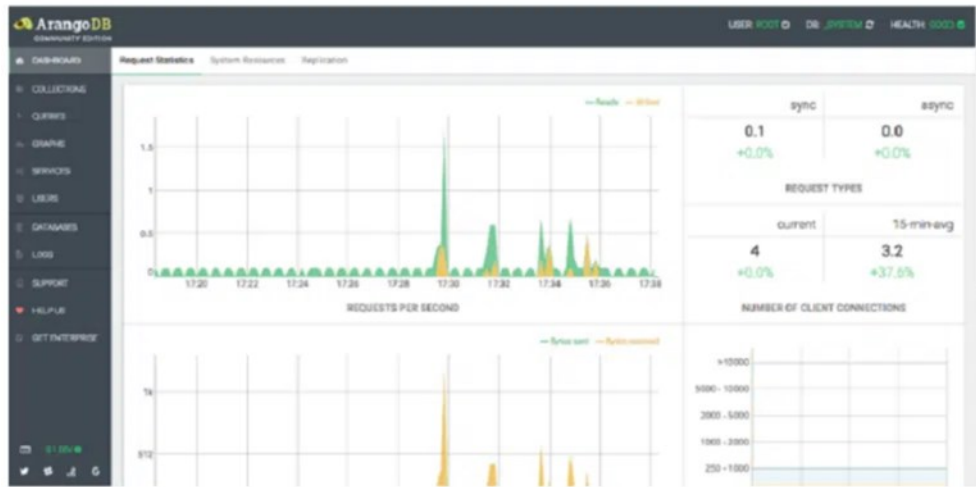 ArangoDB
COMMUNITY EDITION
USER: ROOT DB: _SYSTEM HEALTH: GOOD
DASHBOARD
COLLECTIONS
QUERIES
GRAPHS
SERVICES
USERS
DATABASES
LOGS
SUPPORT
HELP US
GET ENTERPRISE
Request Statistics System Resources Replication
Reads Writes
1.5
1
0.5
0
17:20 17:22 17:24 17:26 17:28 17:30 17:32 17:34 17:36 17:38
REQUESTS PER SECOND
sync async
0.1 0.0
+0.0% +0.0%
REQUEST TYPES
current 15-min-avg
4 3.2
+0.0% +37.6%
NUMBER OF CLIENT CONNECTIONS
Bytes sent Bytes received
1k
512
>10000
5000 - 10000
2000 - 5000
1000 - 2000
250 - 1000